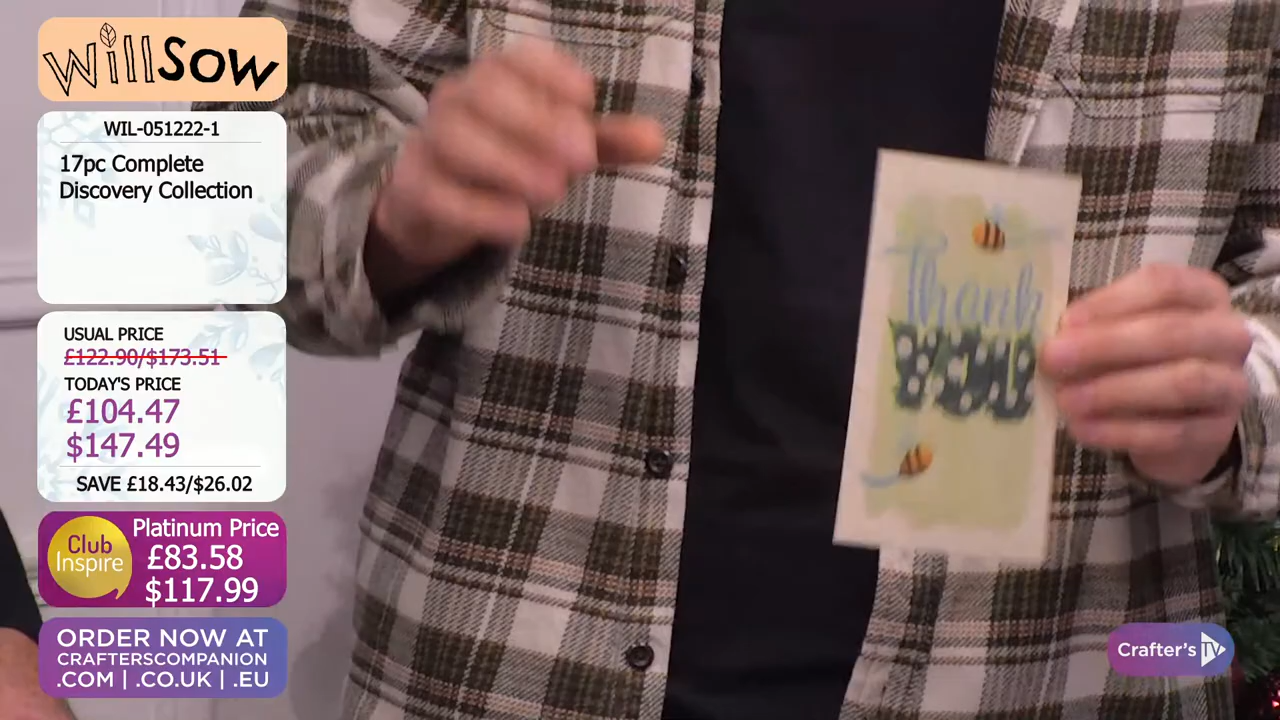 willsow
WIL-051222-1
17pc Complete
Discovery Collection
USUAL PRICE
£122.90/$173.51
TODAY'S PRICE
£104.47
$147.49
SAVE £18.43/$26.02
Club
Inspire
Platinum Price
£83.58
$117.99
ORDER NOW AT
CRAFTERSCOMPANION
.COM | .CO.UK | .EU
thank
you
Crafter's TV